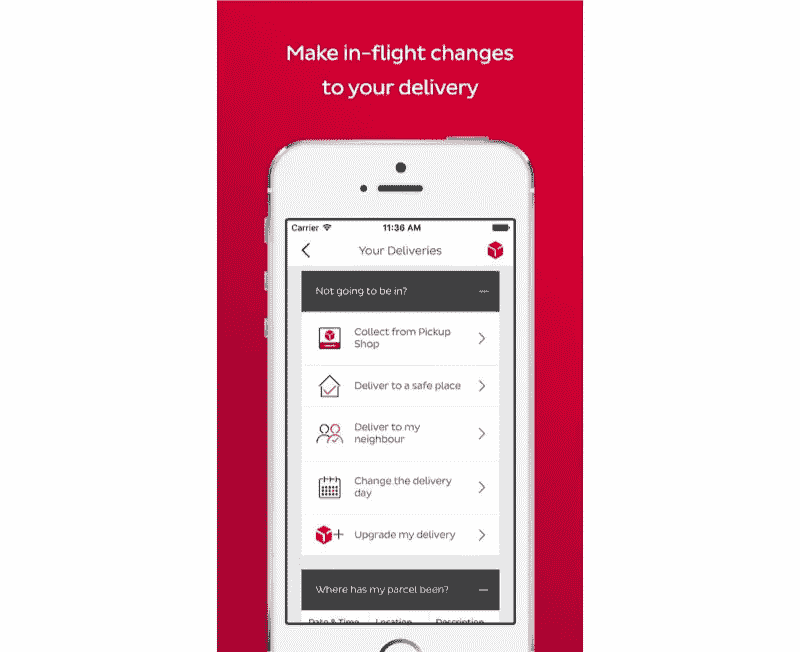 Make in-flight changes
to your delivery
Carrier
11:36 AM
Your Deliveries
Not going to be in?
Collect from Pickup
Shop
Deliver to a safe place
Deliver to my
neighbour
Change the delivery
day
Upgrade my delivery
Where has my parcel been?
Date & Time Location Description